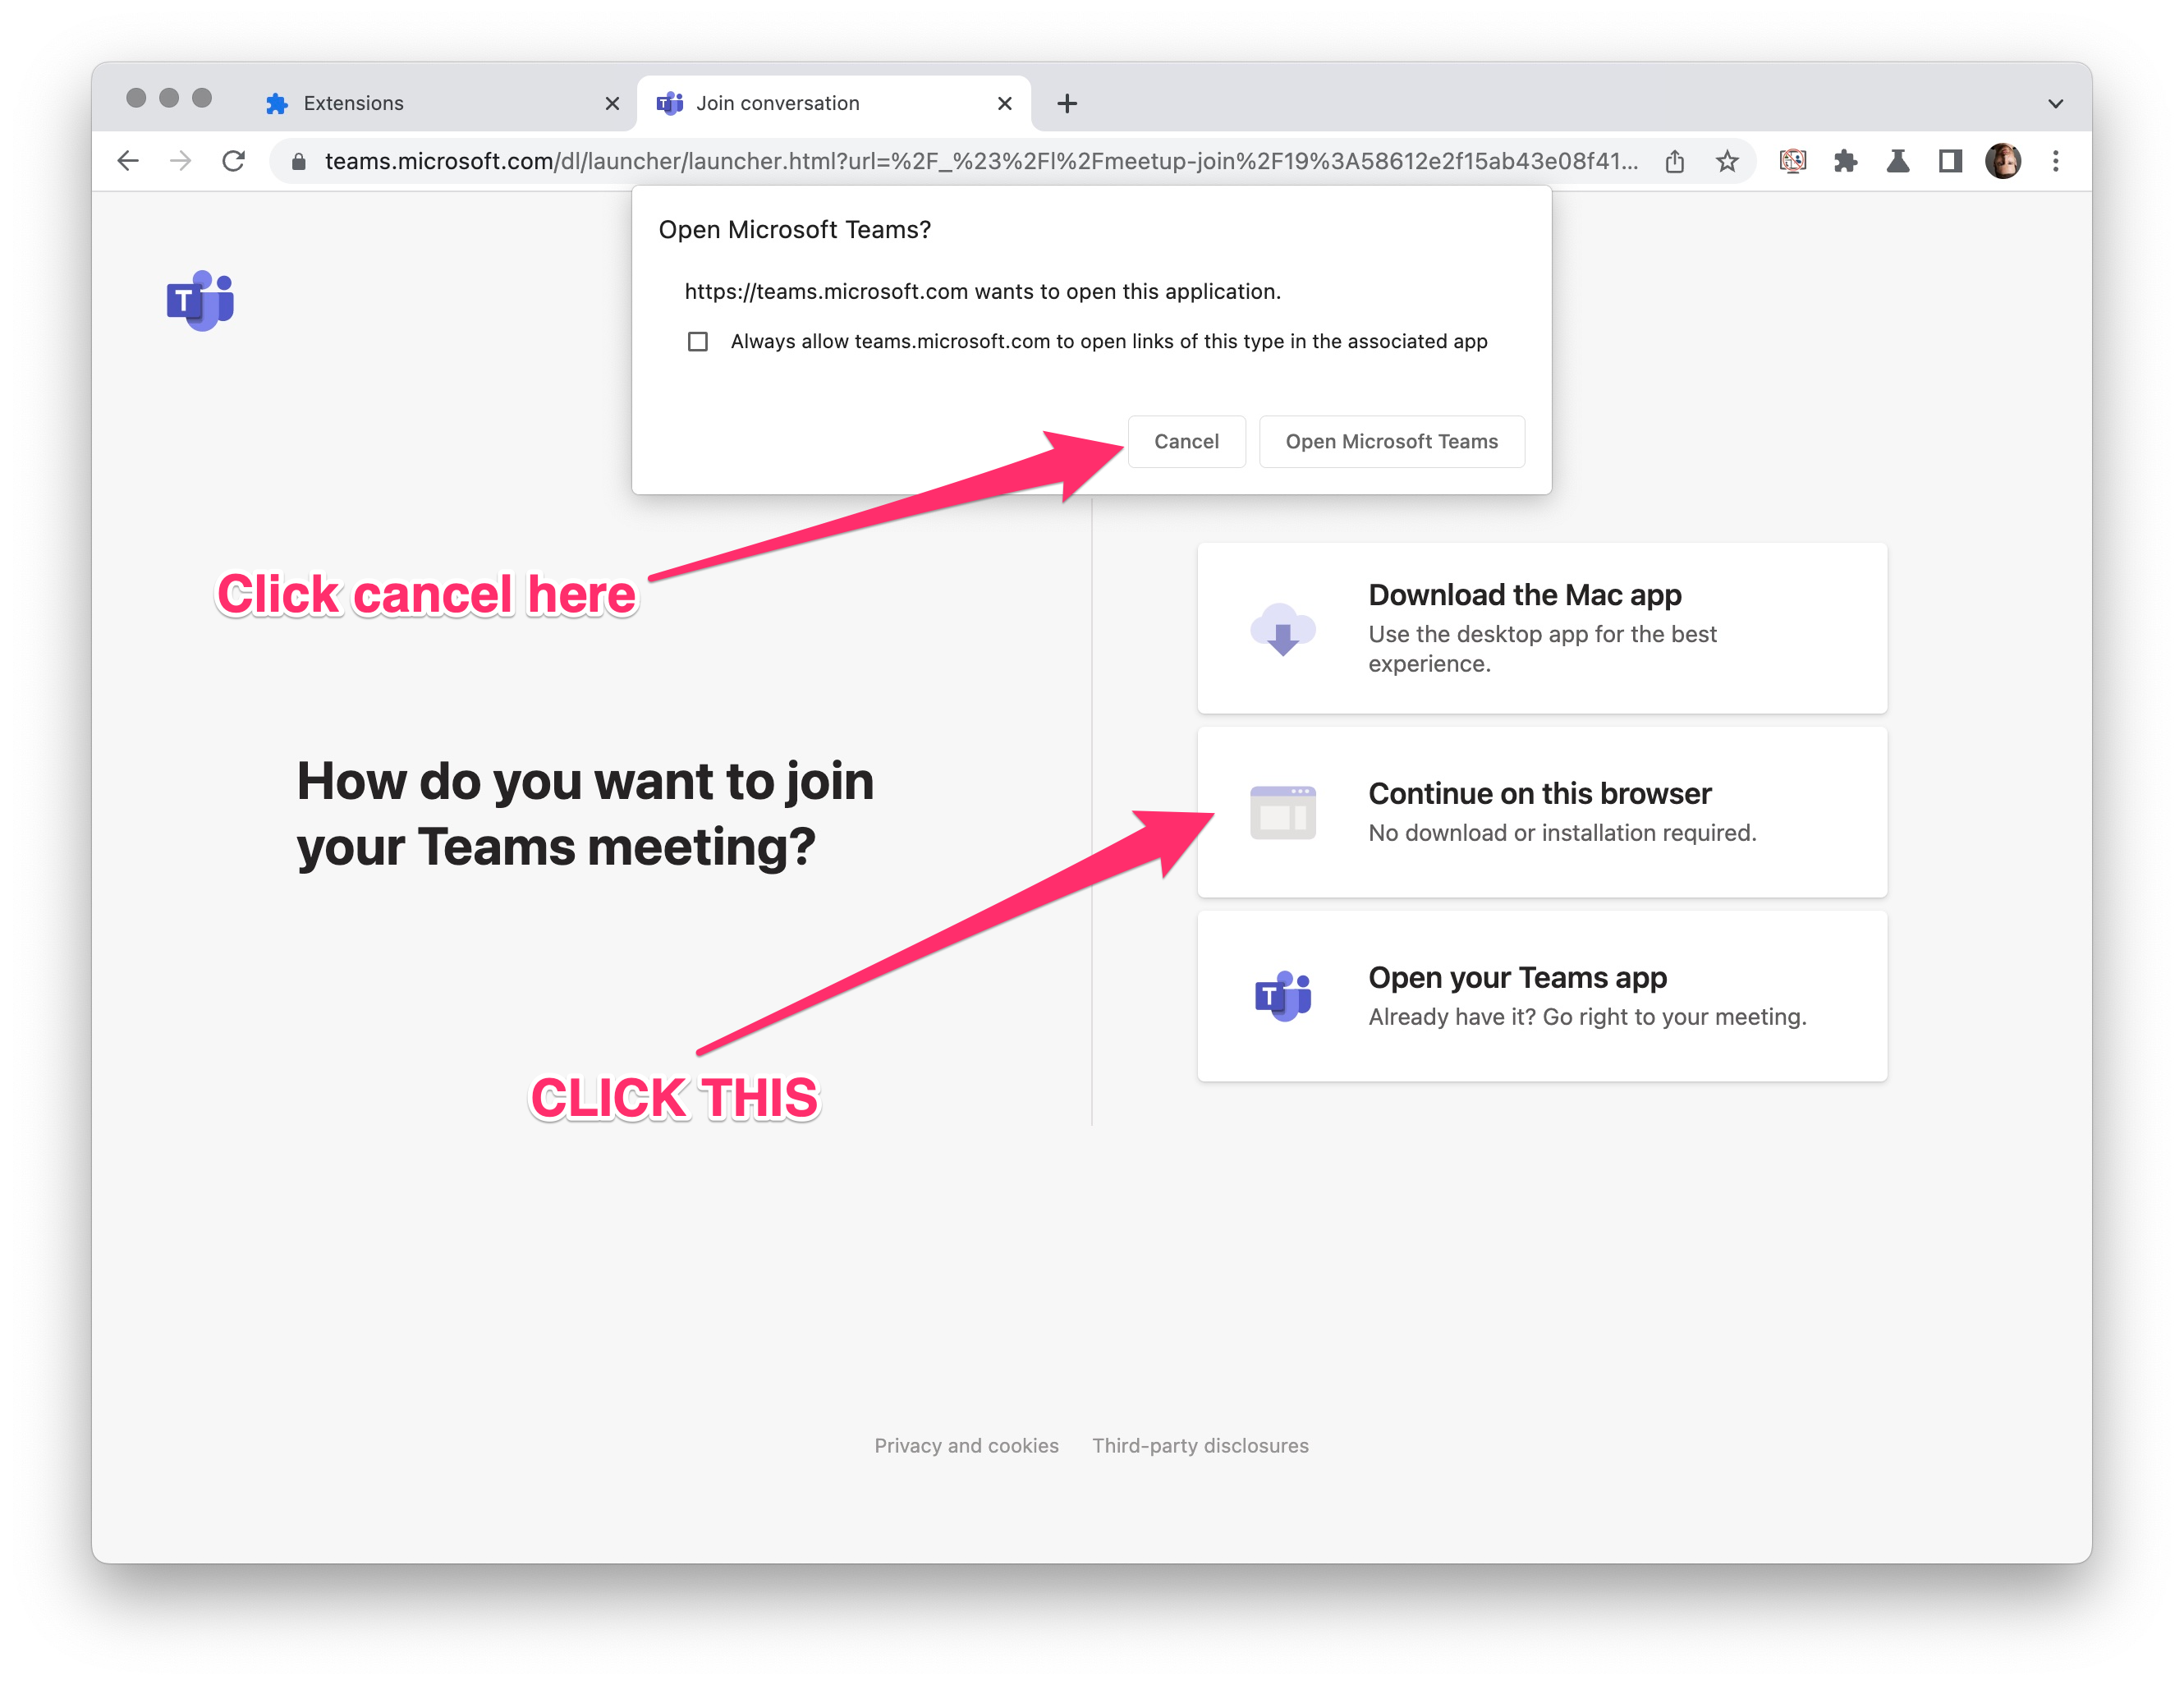 Extensions
Join conversation
teams.microsoft.com/dl/launcher/launcher.html?url=%2F_%23%2Fl%2Fmeetup-join%2F19%3A58612e2f15ab43e08f41...
Open Microsoft Teams?
https://teams.microsoft.com wants to open this application.
Always allow teams.microsoft.com to open links of this type in the associated app
Cancel
Open Microsoft Teams
T
Click cancel here
Download the Mac app
Use the desktop app for the best
experience.
How do you want to join
your Teams meeting?
Continue on this browser
No download or installation required.
T
Open your Teams app
Already have it? Go right to your meeting.
CLICK THIS
Privacy and cookies
Third-party disclosures